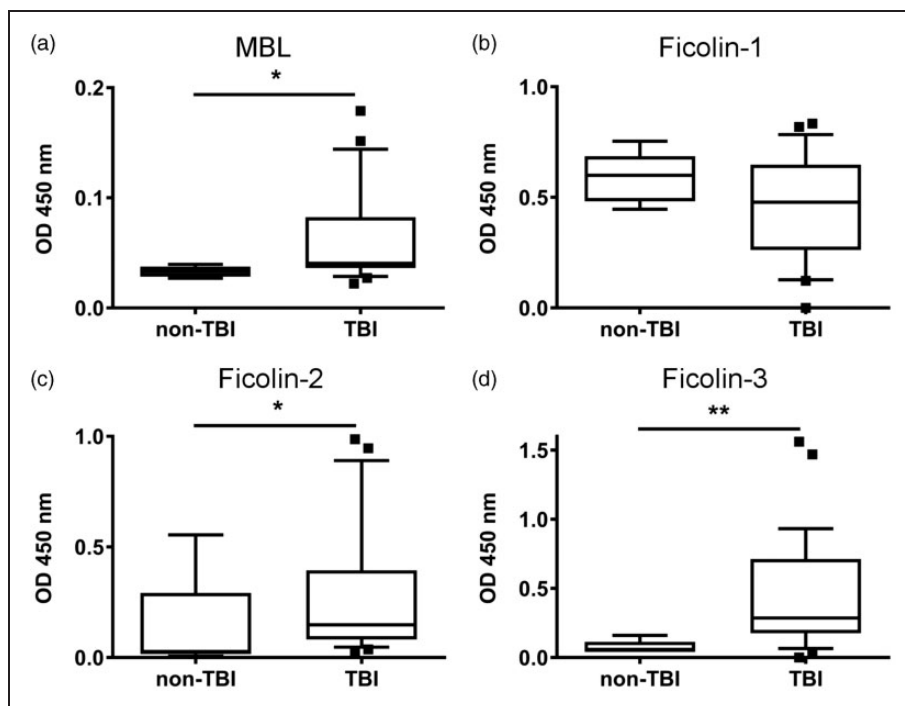 (a)
MBL
*
0.2
0.1
0.0
OD 450 nm
non-TBI TBI
(b)
Ficolin-1
1.0
0.5
0.0
OD 450 nm
non-TBI TBI
(c)
Ficolin-2
*
1.0
0.5
0.0
OD 450 nm
non-TBI TBI
(d)
Ficolin-3
**
1.5
1.0
0.5
0.0
OD 450 nm
non-TBI TBI